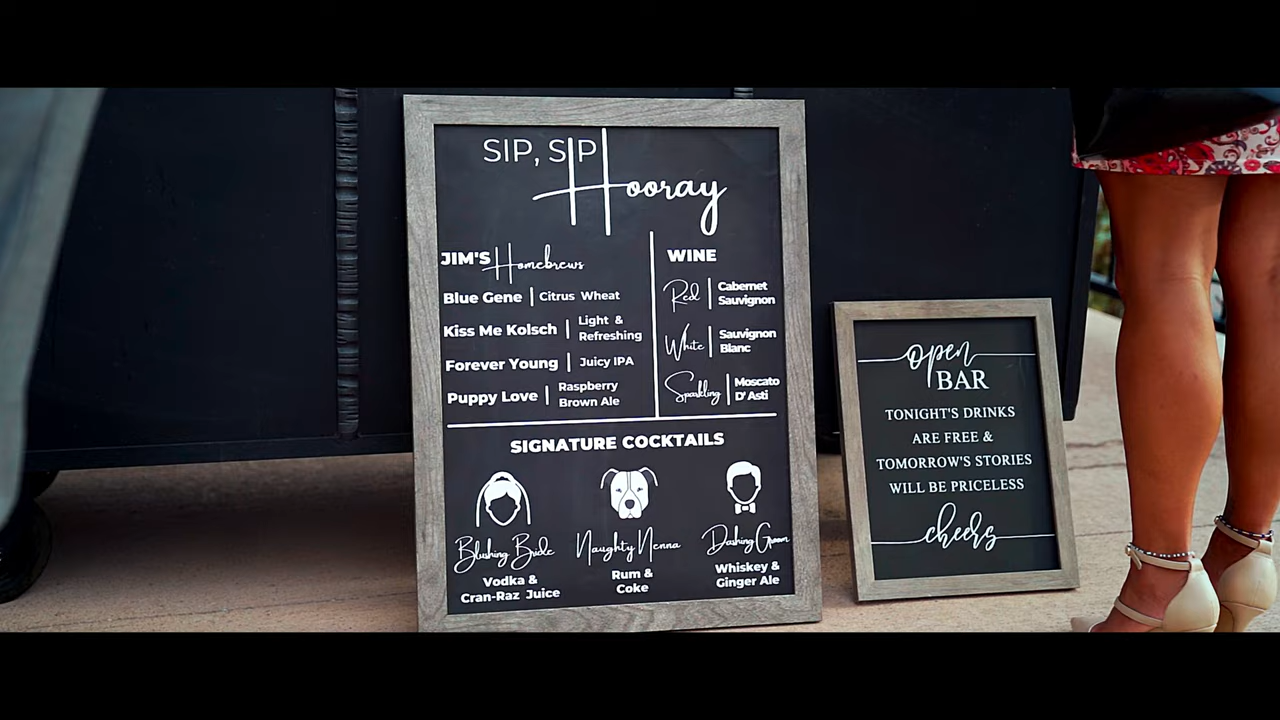 SIP, SIP
Hooray
JIM'S Homebrews
Blue Gene | Citrus Wheat
Kiss Me Kolsch | Light & Refreshing
Forever Young | Juicy IPA
Puppy Love | Raspberry Brown Ale
WINE
Red | Cabernet Sauvignon
White | Sauvignon Blanc
Sparkling | Moscato D'Asti
SIGNATURE COCKTAILS
Blushing Bride
Vodka &
Cran-Raz Juice
Naughty Nenna
Rum &
Coke
Dashing Groom
Whiskey &
Ginger Ale
open
BAR
TONIGHT'S DRINKS
ARE FREE &
TOMORROW'S STORIES
WILL BE PRICELESS
cheers